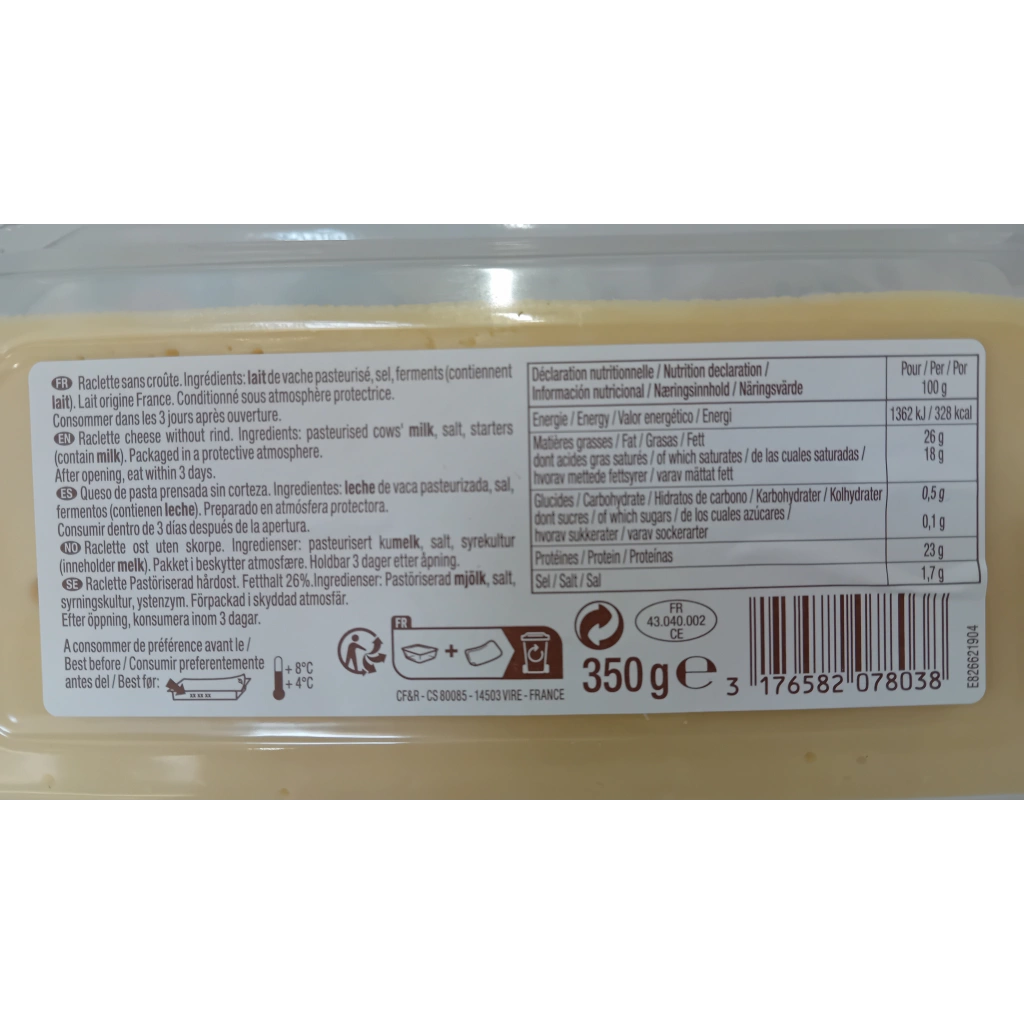 FR Raclette sans croûte. Ingrédients: lait de vache pasteurisé, sel, ferments (contiennent
lait). Lait origine France. Conditionné sous atmosphère protectrice.
Consommer dans les 3 jours après ouverture.
EN Raclette cheese without rind. Ingredients: pasteurised cows' milk, salt, starters
(contain milk). Packaged in a protective atmosphere.
After opening, eat within 3 days.
ES Queso de pasta prensada sin corteza. Ingredientes: leche de vaca pasteurizada, sal,
fermentos (contienen leche). Preparado en atmósfera protectora.
Consumir dentro de 3 días después de la apertura.
NO Raclette ost uten skorpe. Ingredienser: pasteurisert kumelk, salt, syrekultur
(inneholder melk). Pakket i beskytter atmosfære. Holdbar 3 dager etter åpning.
SE Raclette Pastöriserad hårdost. Fetthalt 26%.Ingredienser: Pastöriserad mjölk, salt,
syrningskultur, ystenzym. Förpackad i skyddad atmosfär.
Efter öppning, konsumera inom 3 dagar.
A consommer de préférence avant le /
Best before / Consumir preferentemente
antes del / Best før:
+ 8°C
+ 4°C
Déclaration nutritionnelle / Nutrition declaration /
Información nutricional / Næringsinnhold / Näringsvärde
Pour / Per / Por
100 g
Energie / Energy / Valor energético / Energi
1362 kJ / 328 kcal
Matières grasses / Fat / Grasas / Fett
26 g
dont acides gras saturés / of which saturates / de las cuales saturadas /
18 g
hvorav mettede fettsyrer / varav mättat fett
Glucides / Carbohydrate / Hidratos de carbono / Karbohydrater / Kolhydrater
0,5 g
dont sucres / of which sugars / de los cuales azúcares /
hvorav sukkerater / varav sockerarter
0,1 g
Protéines / Protein / Proteínas
23 g
Sel / Salt / Sal
1,7 g
FR
CF&R - CS 80085 - 14503 VIRE - FRANCE
FR
43.040.002
CE
350 g e
3 176582 078038
E826621904